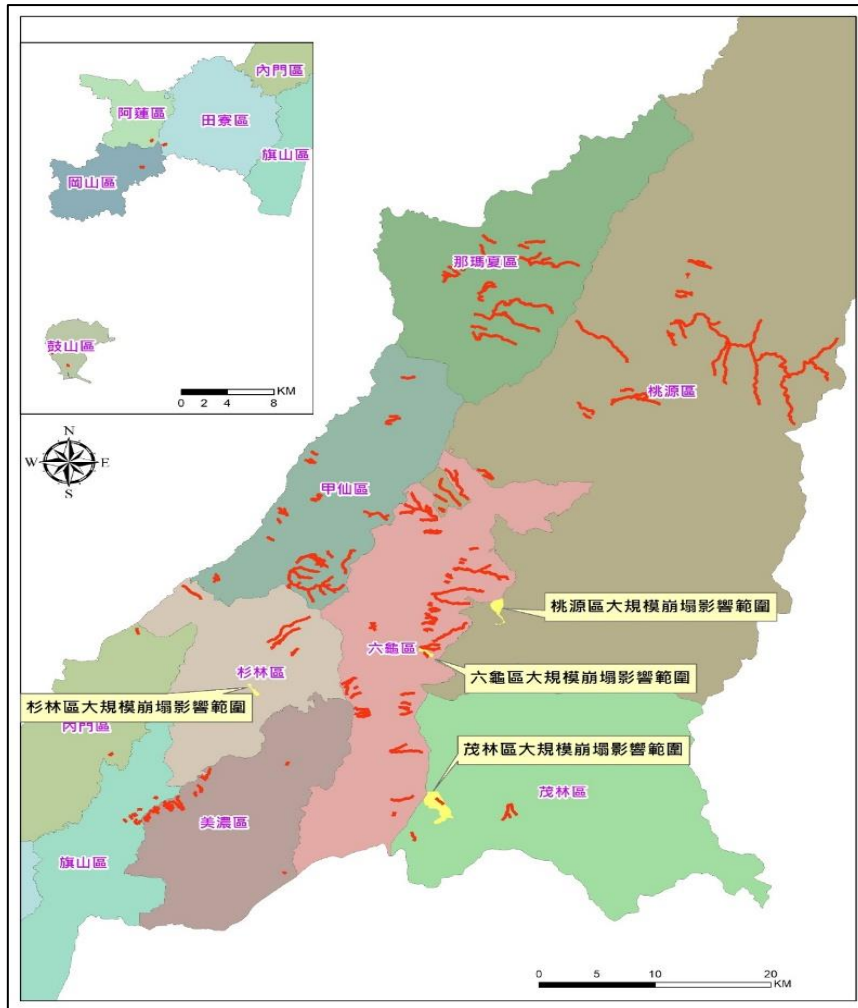 內門區
阿蓮區
田寮區
旗山區
岡山區
鼓山區
KM
0 2 4 8
N
W E
S
那瑪夏區
桃源區
甲仙區
桃源區大規模崩塌影響範圍
六龜區
六龜區大規模崩塌影響範圍
杉林區
杉林區大規模崩塌影響範圍
內門區
茂林區大規模崩塌影響範圍
茂林區
美濃區
旗山區
0 5 10 20
KM